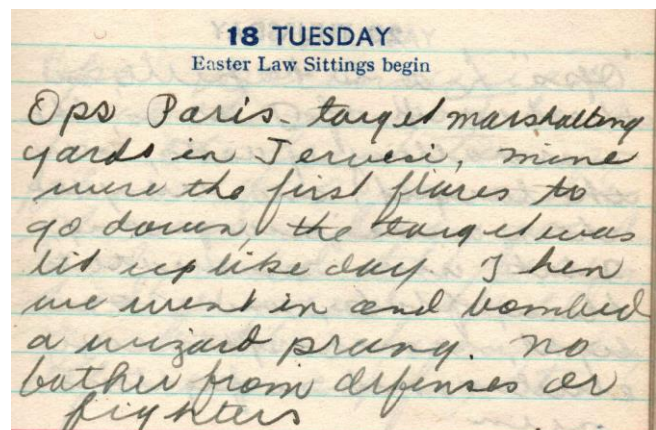 18 TUESDAY
Easter Law Sittings begin
Ops Paris - target marshalling
yards in Jervesi, mine
were the first flares to
go down, the target was
lit up like day Then
we went in and bombed
a wizard prang. no
bother from defenses or
fighters